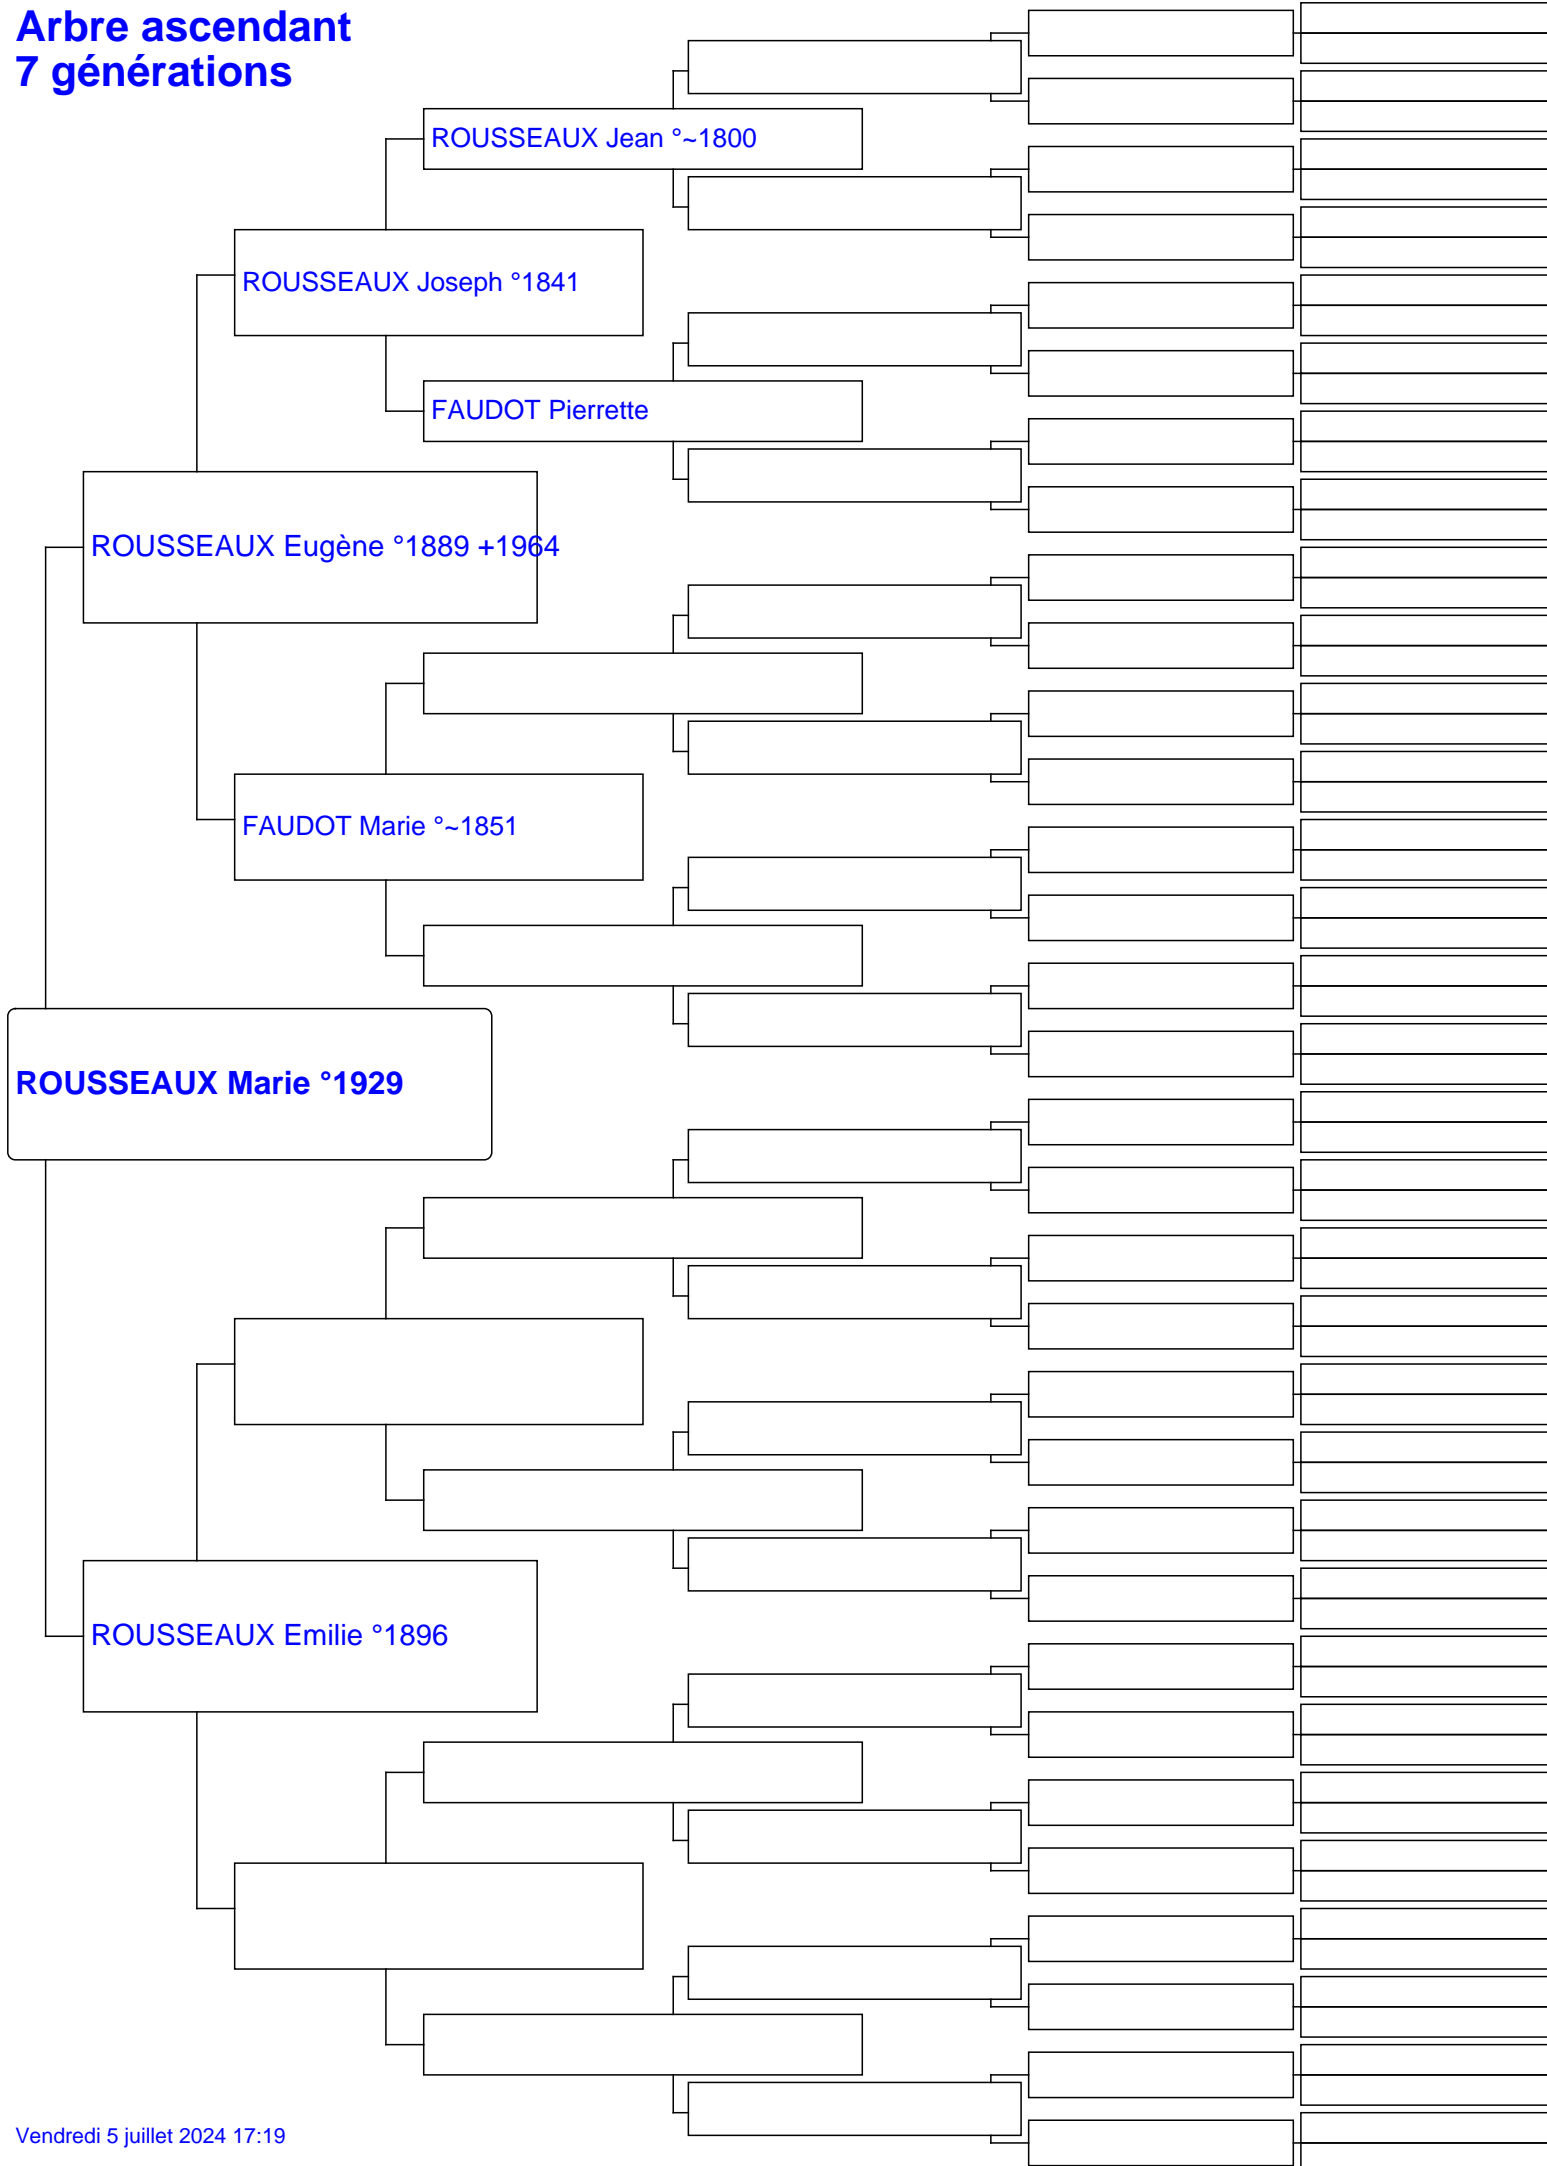 Arbre ascendant
7 générations
ROUSSEAUX Jean °~1800
ROUSSEAUX Joseph °1841
FAUDOT Pierrette
ROUSSEAUX Eugène °1889 +1964
FAUDOT Marie °~1851
ROUSSEAUX Marie °1929
ROUSSEAUX Emilie °1896
Vendredi 5 juillet 2024 17:19